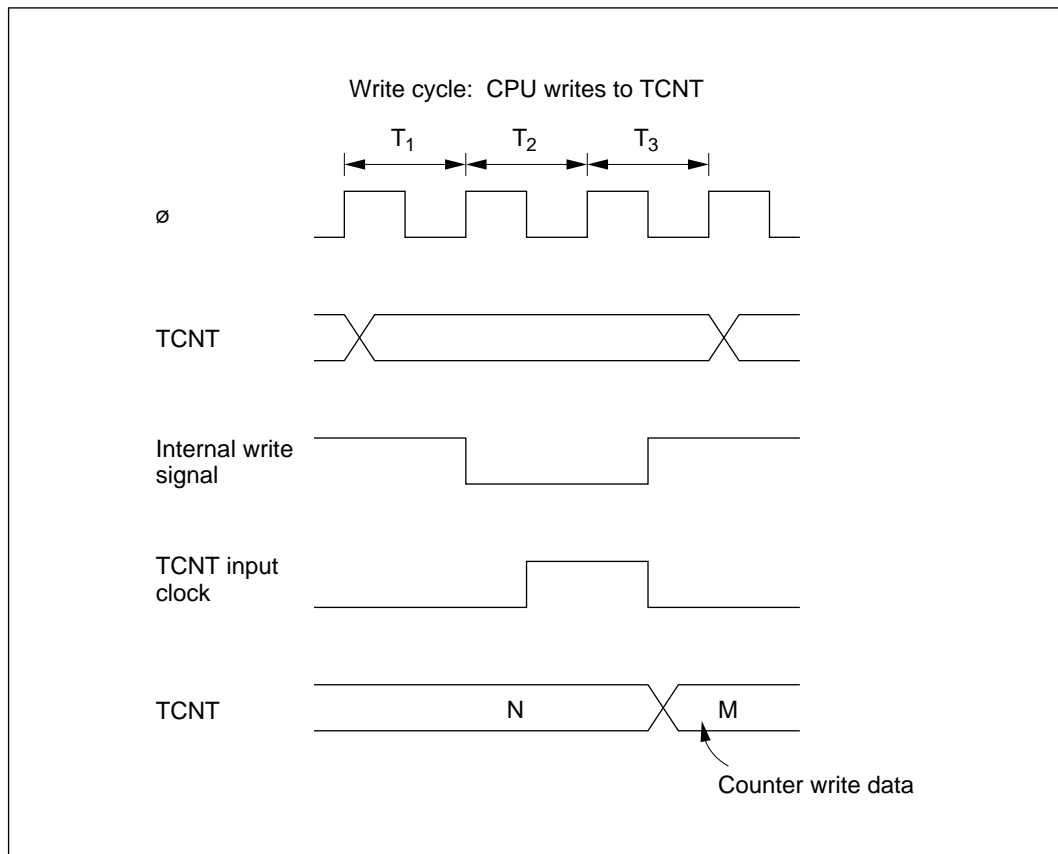 Write cycle: CPU writes to TCNT
T1 T2 T3
ø
TCNT
Internal write
signal
TCNT input
clock
TCNT N M
Counter write data